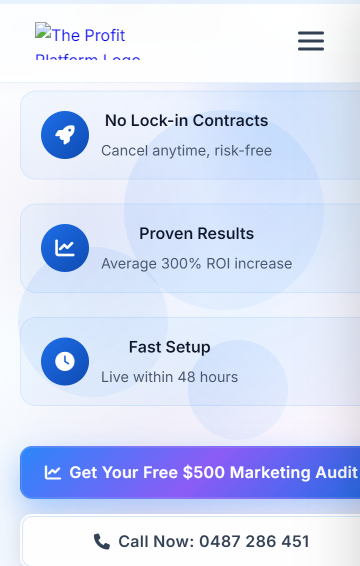 The Profit
Platform Logo
No Lock-in Contracts
Cancel anytime, risk-free
Proven Results
Average 300% ROI increase
Fast Setup
Live within 48 hours
Get Your Free $500 Marketing Audit
Call Now: 0487 286 451